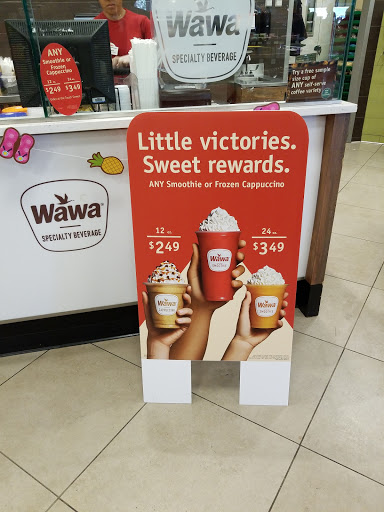 Wawa
SPECIALTY BEVERAGE
ANY
Smoothie or
Frozen
Cappuccino
12 oz. 24 oz.
$2.49 $3.49
Try a free sample
size cup of
ANY self-serve
coffee variety
Wawa
SPECIALTY BEVERAGE
Little victories.
Sweet rewards.
ANY Smoothie or Frozen Cappuccino
12 oz.
$2.49
24 oz.
$3.49
Wawa
Wawa
Wawa